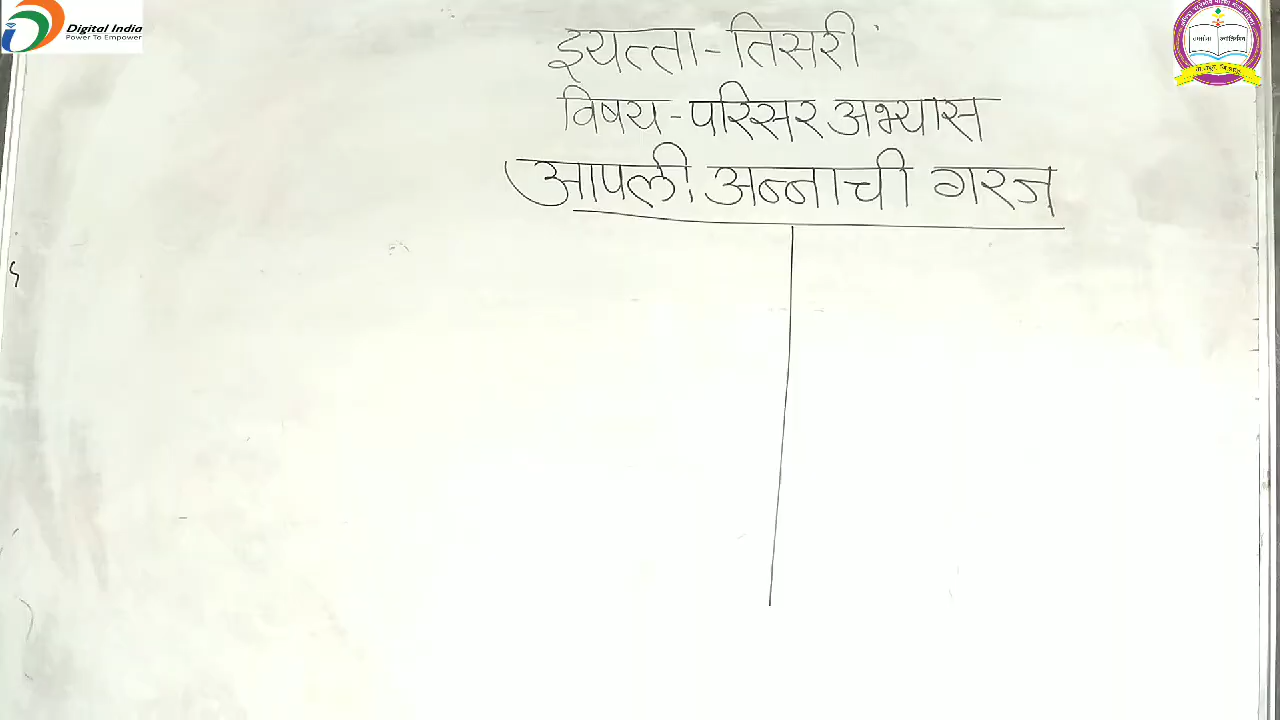 Digital India
Power To Empower
इयत्ता-तिसरी
विषय-परिसर अभ्यास
आपली अन्नाची गरज